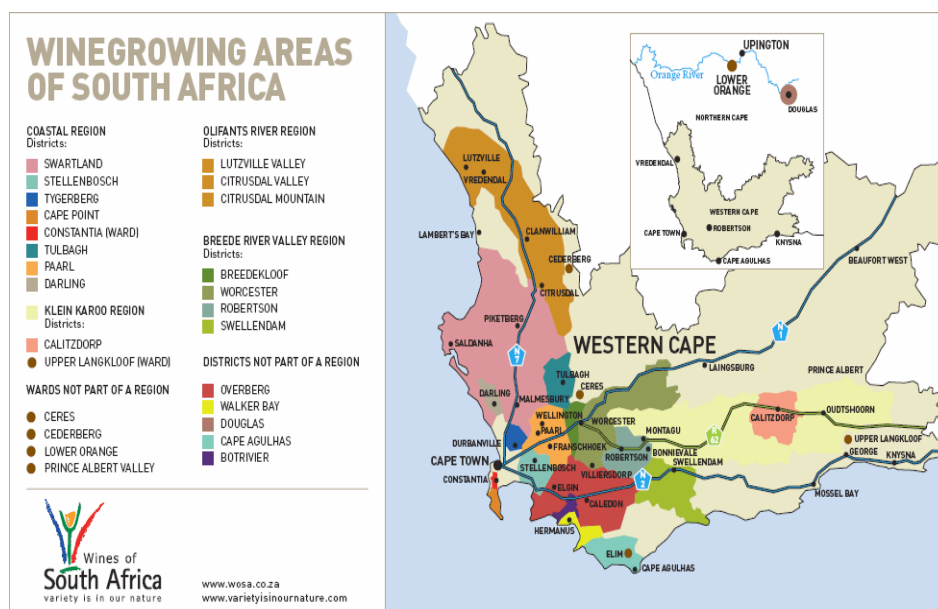 WINEGROWING AREAS
OF SOUTH AFRICA
COASTAL REGION
Districts:
SWARTLAND
STELLENBOSCH
TYGERBERG
CAPE POINT
CONSTANTIA (WARD)
TULBAGH
PAARL
DARLING
KLEIN KAROO REGION
Districts:
CALITZDORP
UPPER LANGKLOOF (WARD)
WARDS NOT PART OF A REGION
CERES
CEDERBERG
LOWER ORANGE
PRINCE ALBERT VALLEY
OLIFANTS RIVER REGION
Districts:
LUTZVILLE VALLEY
CITRUSDAL VALLEY
CITRUSDAL MOUNTAIN
BREEDE RIVER VALLEY REGION
Districts:
BREEDEKLOOF
WORCESTER
ROBERTSON
SWELLENDAM
DISTRICTS NOT PART OF A REGION
OVERBERG
WALKER BAY
DOUGLAS
CAPE AGULHAS
BOTRIVIER
Wines of
South Africa
variety is in our nature
www.wosa.co.za
www.varietyisinournature.com
UPINGTON
Orange River
LOWER
ORANGE
DOUGLAS
NORTHERN CAPE
VREDENDAL
WESTERN CAPE
CAPE TOWN
ROBERTSON
KNYSNA
CAPE AGULHAS
LUTZVILLE
VREDENDAL
LAMBERT'S BAY
CLANWILLIAM
CEDERBERG
CITRUSDAL
BEAUFORT WEST
PIKETBERG
SALDANHA
WESTERN CAPE
N
7
N
1
LAINGSBURG
PRINCE ALBERT
TULBAGH
CERES
DARLING
MALMESBURY
WELLINGTON
PAARL
WORCESTER
MONTAGU
CALITZDORP
OUDTSHOORN
R
62
DURBANVILLE
FRANSCHHOEK
ROBERTSON
BONNIEVALE
UPPER LANGKLOOF
CAPE TOWN
STELLENBOSCH
VILLIERSDORP
SWELLENDAM
GEORGE
KNYSNA
CONSTANTIA
ELGIN
N
2
CALEDON
MOSSEL BAY
HERMANUS
ELIM
CAPE AGULHAS